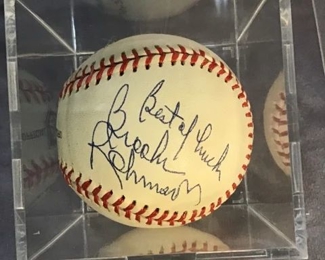 Best of luck
Brooks
Robinson